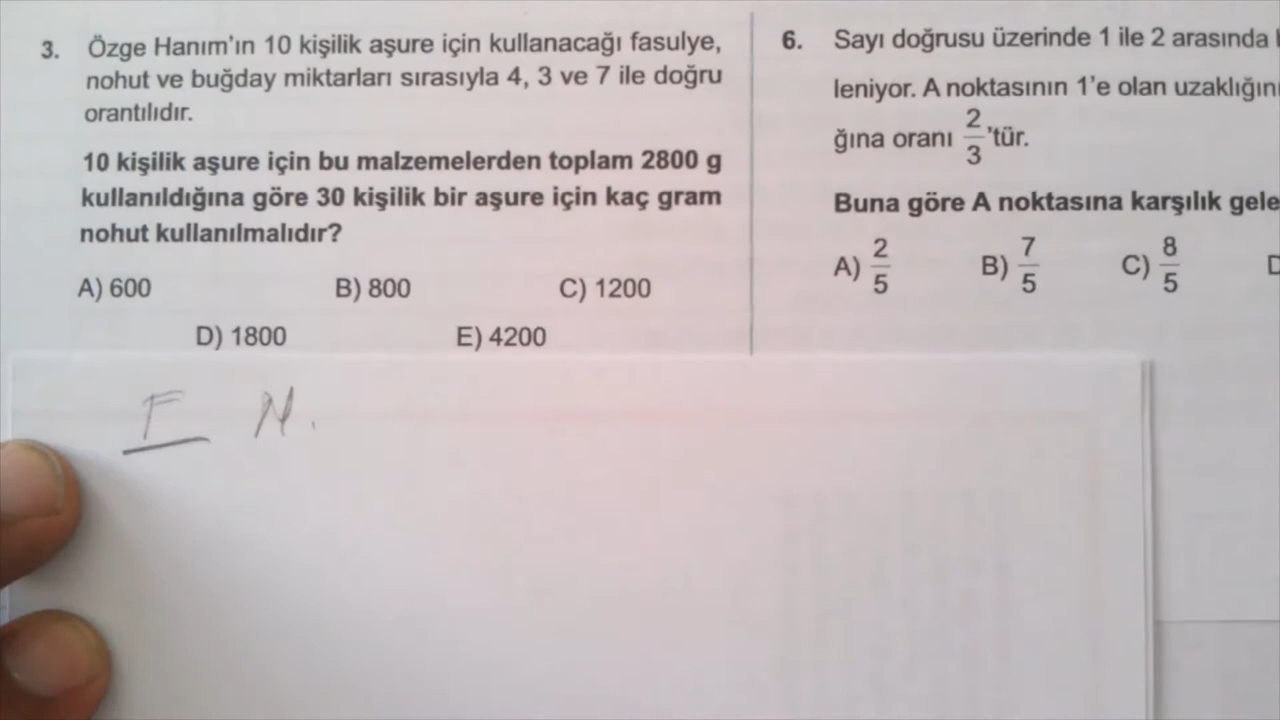 3. Özge Hanım'ın 10 kişilik aşure için kullanacağı fasulye,
nohut ve buğday miktarları sırasıyla 4, 3 ve 7 ile doğru
orantılıdır.
10 kişilik aşure için bu malzemelerden toplam 2800 g
kullanıldığına göre 30 kişilik bir aşure için kaç gram
nohut kullanılmalıdır?
A) 600 B) 800 C) 1200
D) 1800 E) 4200
F N.
6. Sayı doğrusu üzerinde 1 ile 2 arasında
leniyor. A noktasının 1'e olan uzaklığın
ğına oranı 2/3'tür.
Buna göre A noktasına karşılık gele
A) 2/5 B) 7/5 C) 8/5